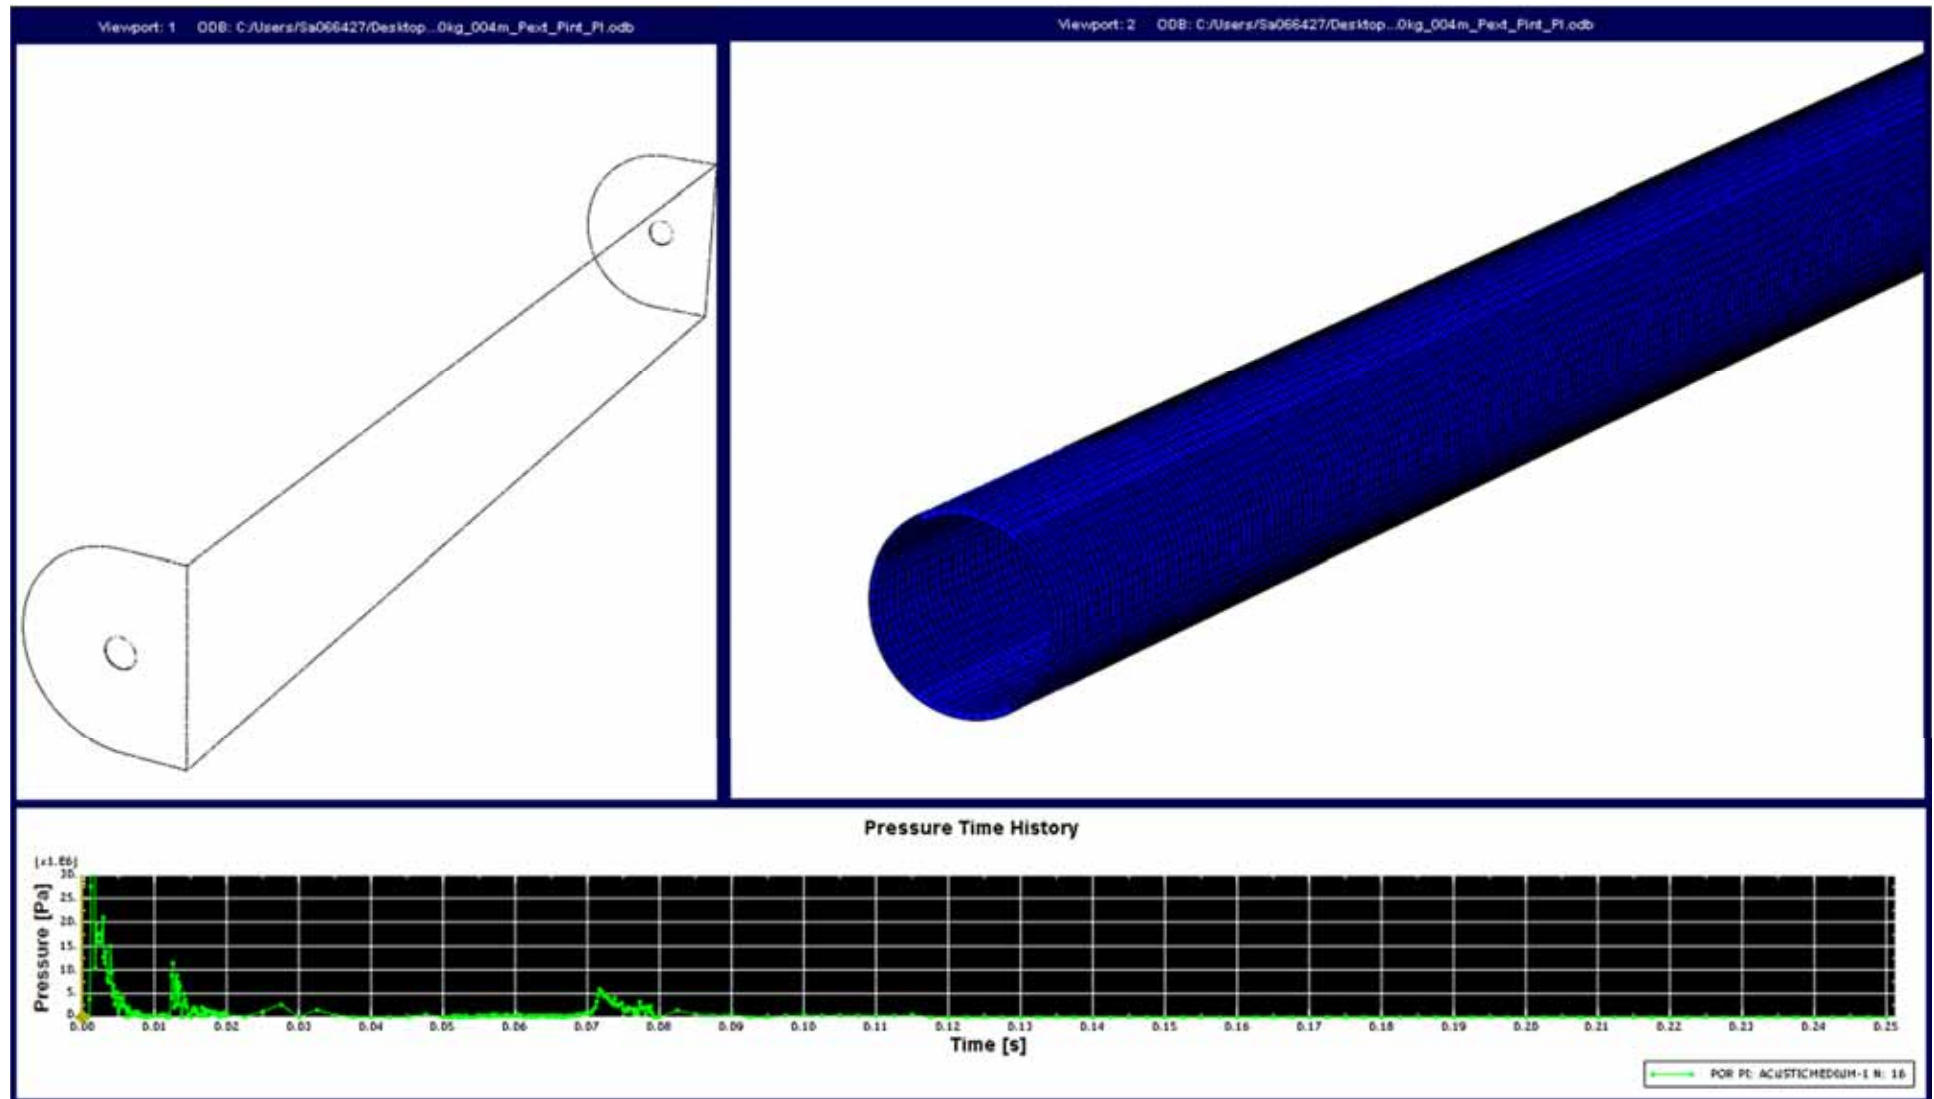 Viewport: 1 ODB: C:/Users/Sa066427/Desktop...0kg_004m_Pext_Pint_PI.odb
Viewport: 2 ODB: C:/Users/Sa066427/Desktop...0kg_004m_Pext_Pint_PI.odb
Pressure Time History
[x1.E6]
Pressure [Pa]
30.
25.
20.
15.
10.
5.
0.
0.00 0.01 0.02 0.03 0.04 0.05 0.06 0.07 0.08 0.09 0.10 0.11 0.12 0.13 0.14 0.15 0.16 0.17 0.18 0.19 0.20 0.21 0.22 0.23 0.24 0.25
Time [s]
POR PI: ACUSTICMEDIUM-1 N: 16